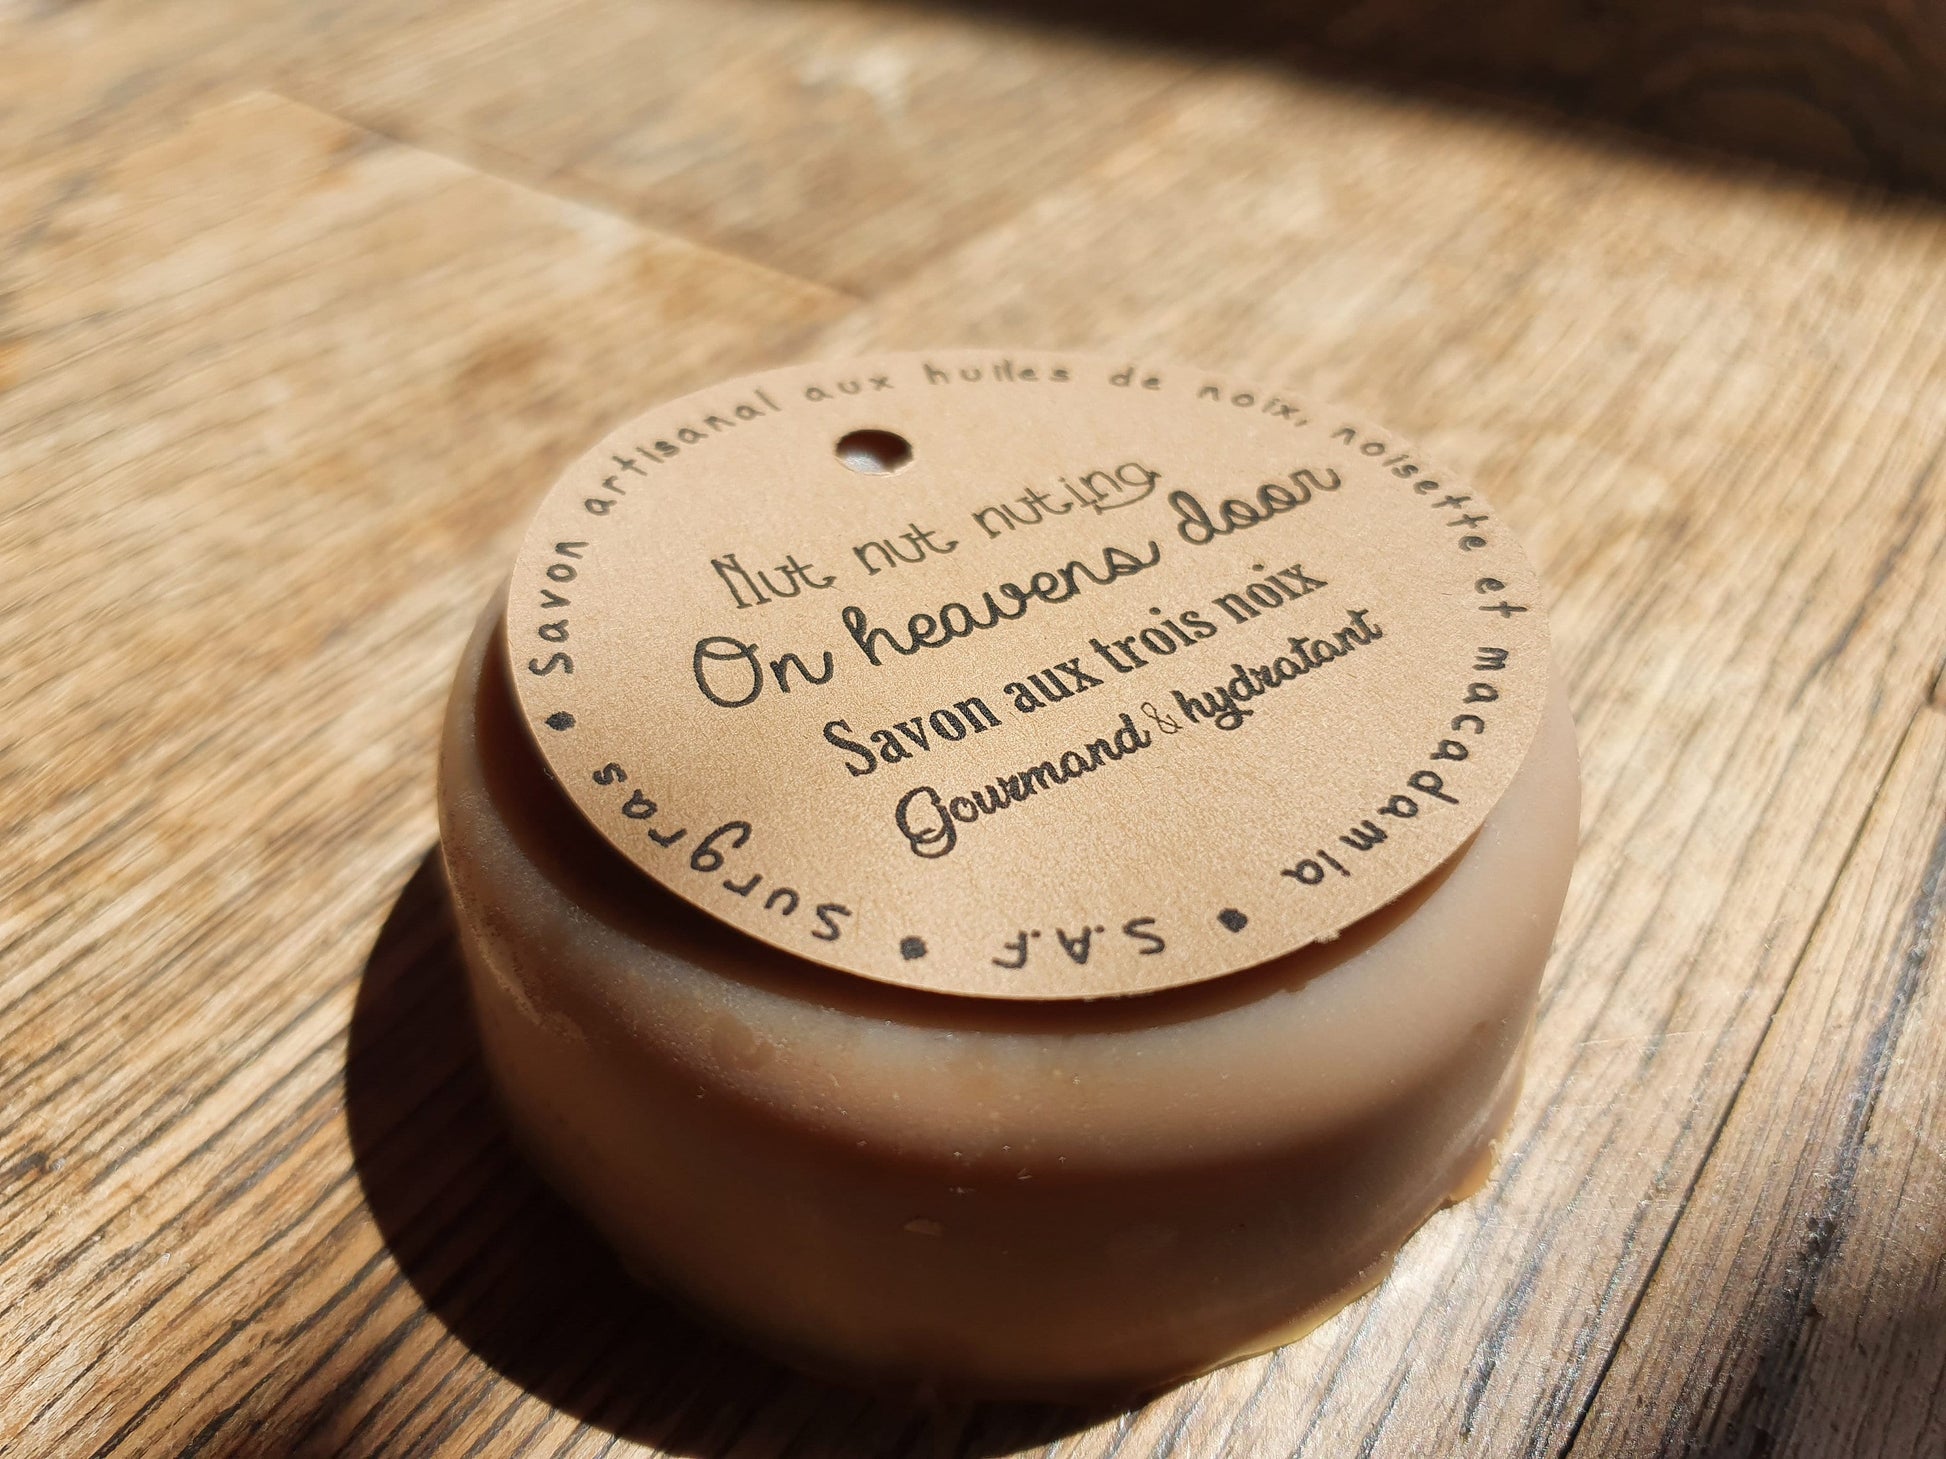 Nut nut nuting
On heavens door
Savon aux trois noix
Gourmand & hydratant
• Savon artisanal aux huiles de noix, noisette et macadamia • S.A.F. • Surgras